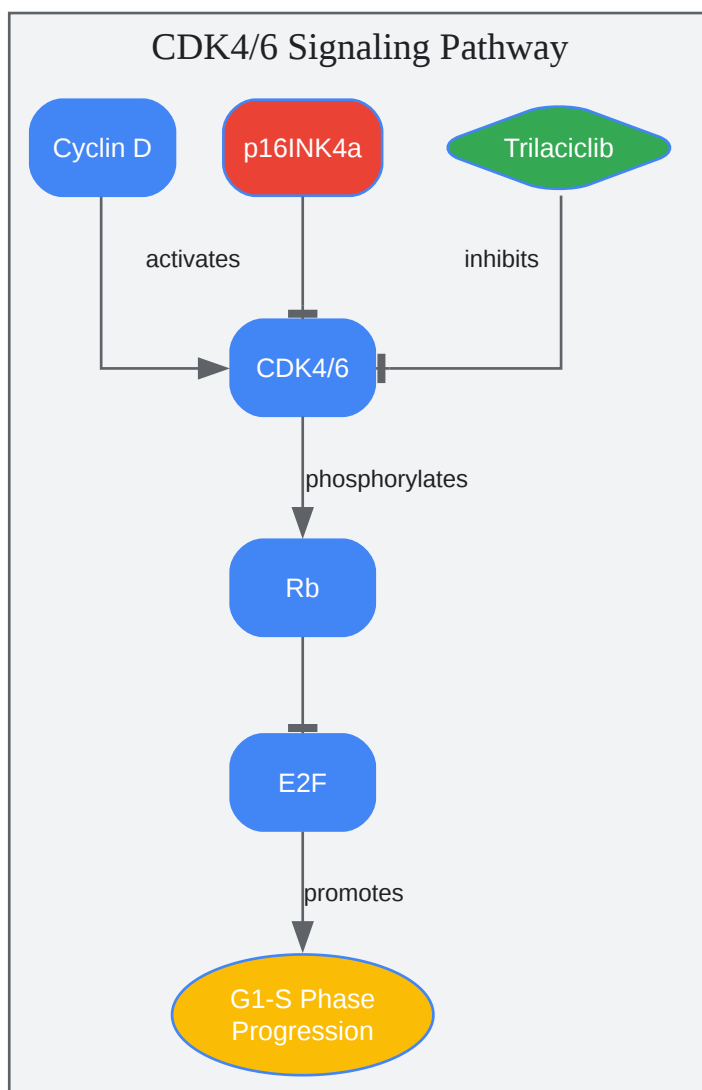 CDK4/6 Signaling Pathway
Cyclin D
p16INK4a
Trilaciclib
activates
inhibits
CDK4/6
phosphorylates
Rb
E2F
promotes
G1-S Phase
Progression